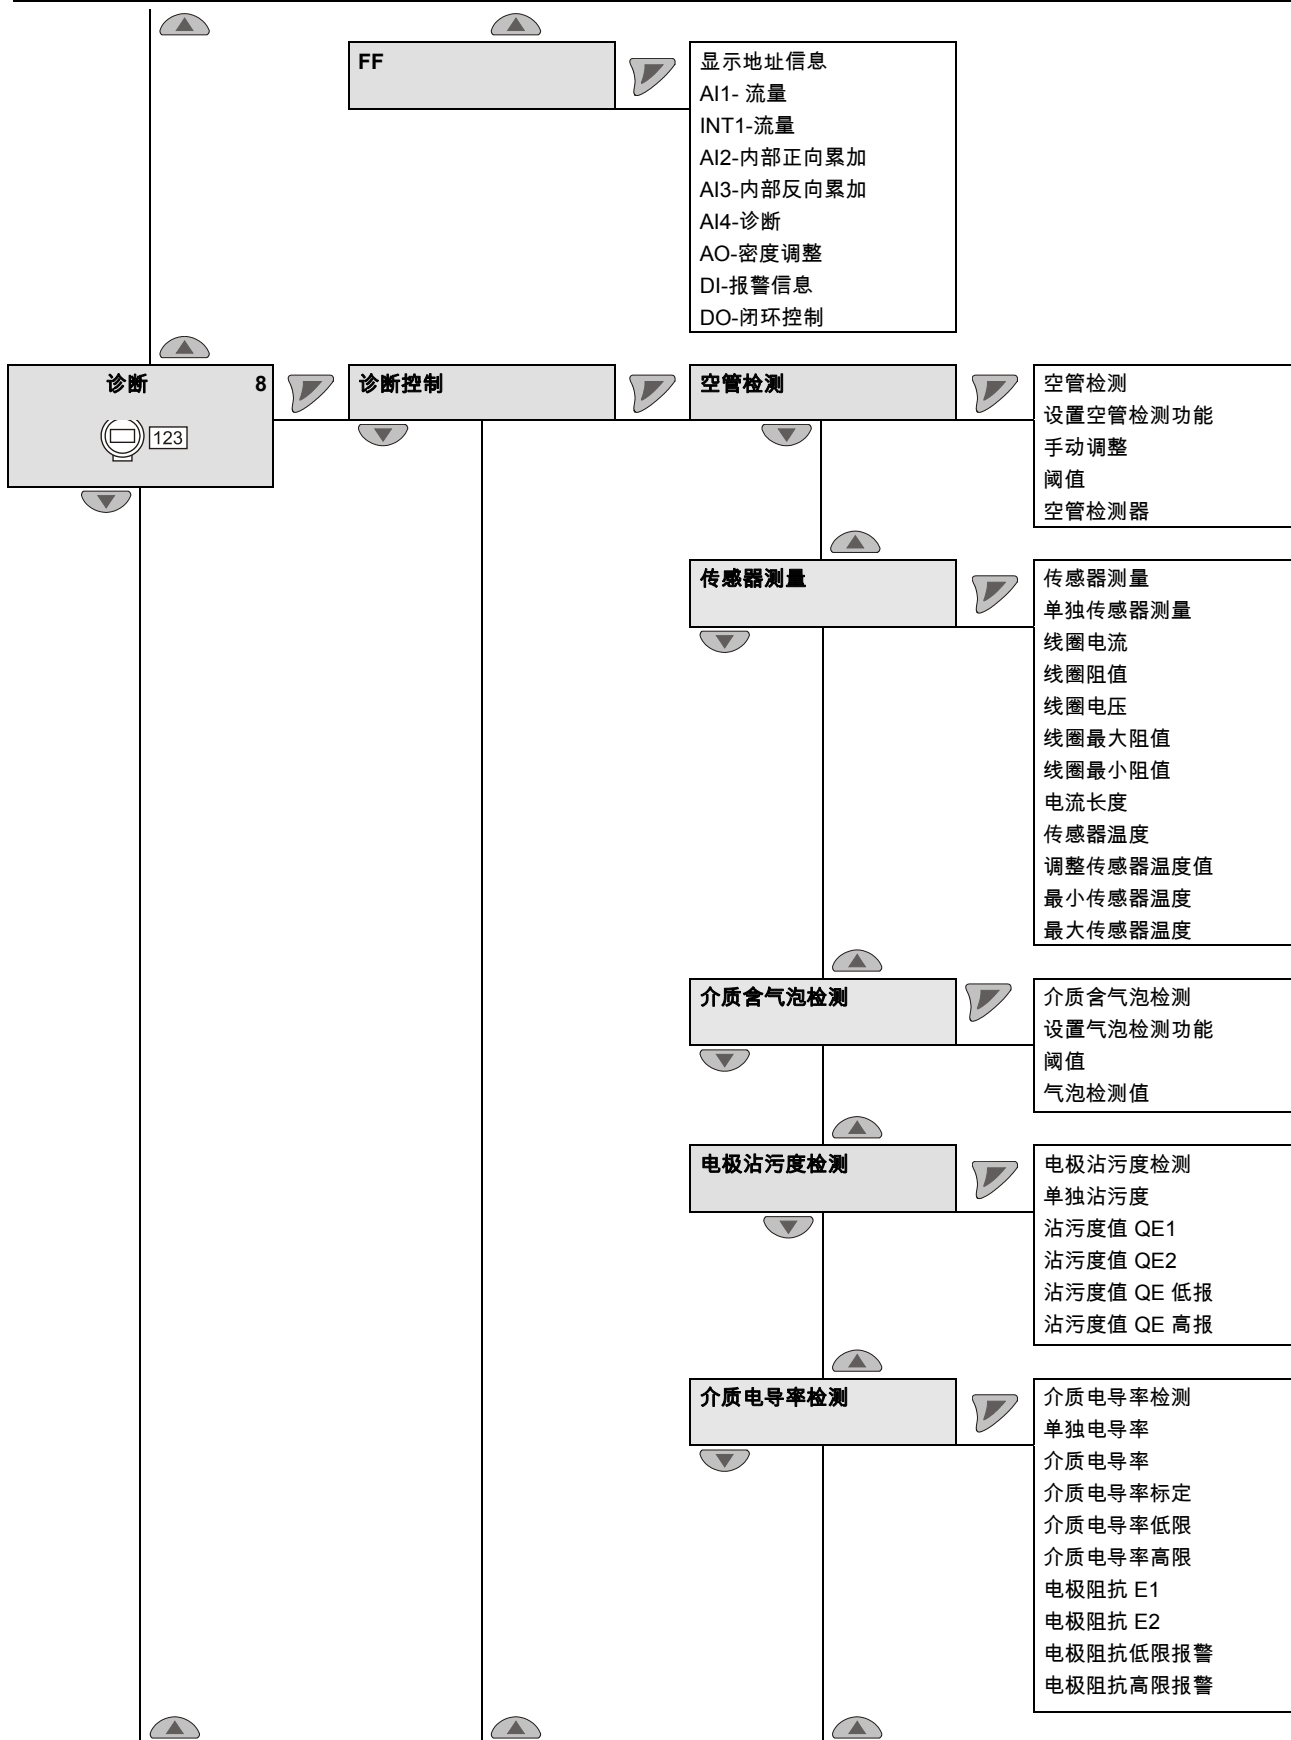 FF
显示地址信息
AI1- 流量
INT1-流量
AI2-内部正向累加
AI3-内部反向累加
AI4-诊断
AO-密度调整
DI-报警信息
DO-闭环控制
诊断 8
123
诊断控制
空管检测
空管检测
设置空管检测功能
手动调整
阈值
空管检测器
传感器测量
传感器测量
单独传感器测量
线圈电流
线圈阻值
线圈电压
线圈最大阻值
线圈最小阻值
电流长度
传感器温度
调整传感器温度值
最小传感器温度
最大传感器温度
介质含气泡检测
介质含气泡检测
设置气泡检测功能
阈值
气泡检测值
电极沾污度检测
电极沾污度检测
单独沾污度
沾污度值 QE1
沾污度值 QE2
沾污度值 QE 低报
沾污度值 QE 高报
介质电导率检测
介质电导率检测
单独电导率
介质电导率
介质电导率标定
介质电导率低限
介质电导率高限
电极阻抗 E1
电极阻抗 E2
电极阻抗低限报警
电极阻抗高限报警